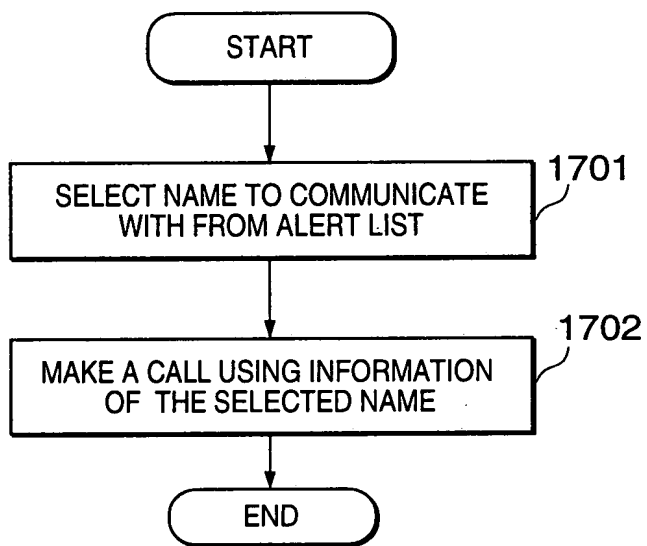 START
1701
SELECT NAME TO COMMUNICATE
WITH FROM ALERT LIST
1702
MAKE A CALL USING INFORMATION
OF THE SELECTED NAME
END